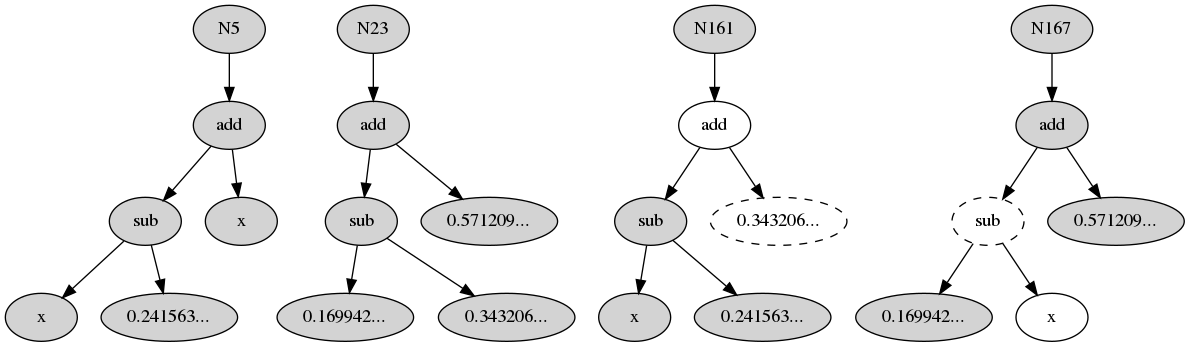 N5 N23 N161 N167
add add add add
sub x sub 0.571209... sub 0.343206... sub 0.571209...
x 0.241563... 0.169942... 0.343206... x 0.241563... 0.169942... x